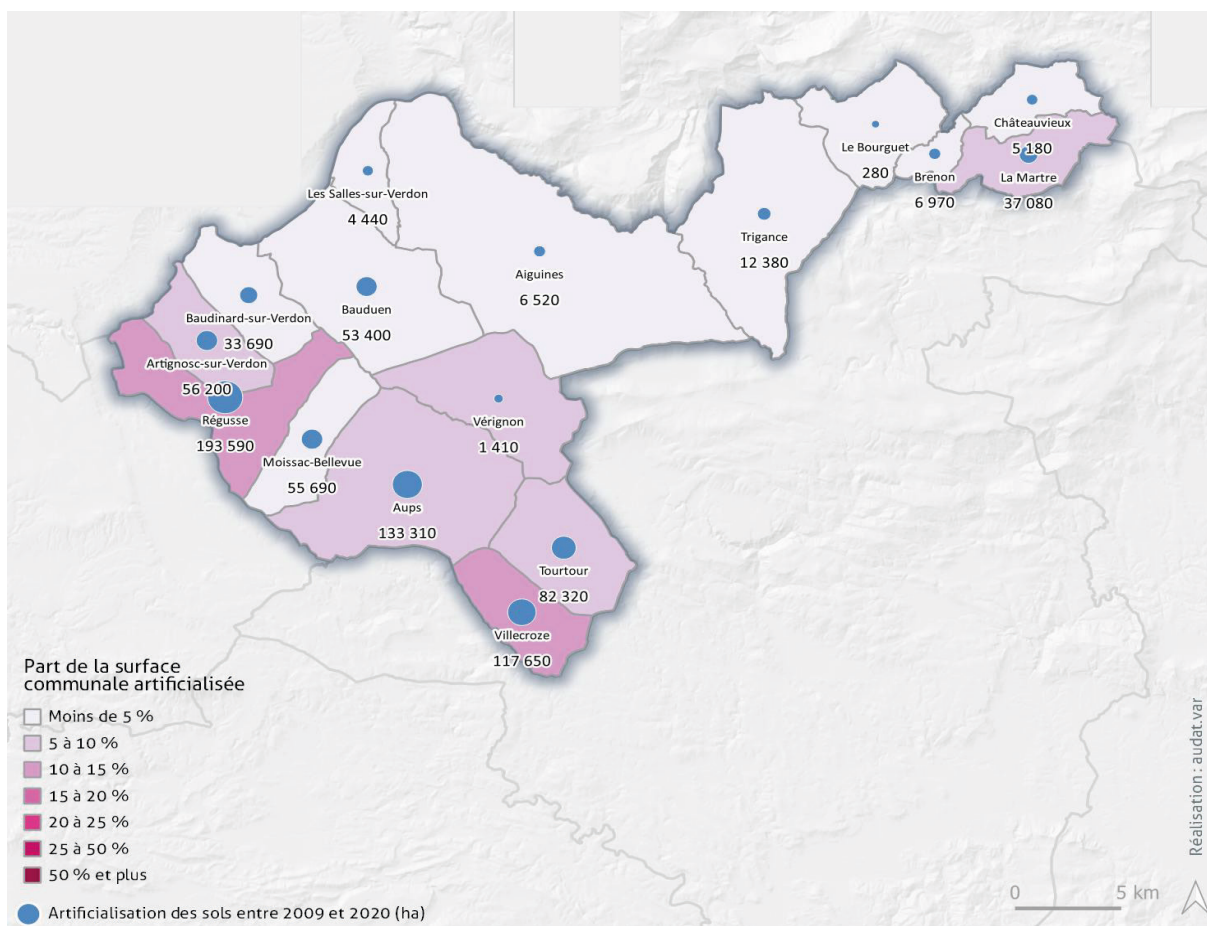 Châteauvieux
5 180
Le Bourguet
280
Brenon
6 970
La Martre
37 080
Les Salles-sur-Verdon
4 440
Trigance
12 380
Aiguines
6 520
Bauduen
53 400
Baudinard-sur-Verdon
33 690
Artignosc-sur-Verdon
56 200
Régusse
193 590
Vérignon
1 410
Moissac-Bellevue
55 690
Aups
133 310
Tourtour
82 320
Villecroze
117 650
Part de la surface
communale artificialisée
Moins de 5 %
5 à 10 %
10 à 15 %
15 à 20 %
20 à 25 %
25 à 50 %
50 % et plus
Artificialisation des sols entre 2009 et 2020 (ha)
0 5 km
Réalisation : audat.var